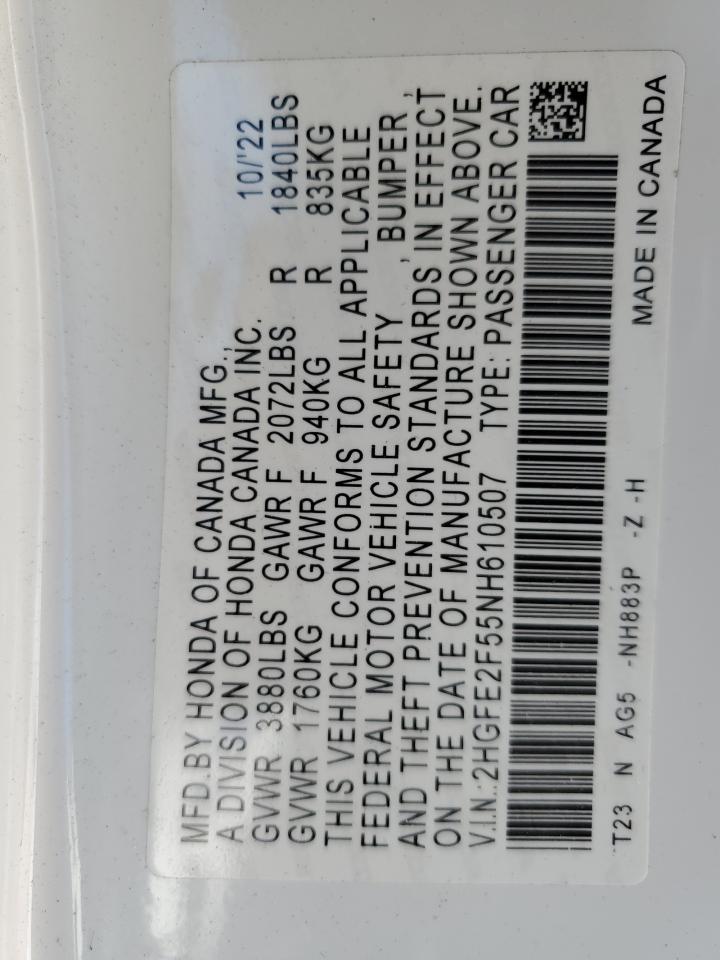 MFD.BY HONDA OF CANADA MFG.,
A DIVISION OF HONDA CANADA INC. 10/'22
GVWR 3880LBS GAWR F 2072LBS R 1840LBS
GVWR 1760KG GAWR F 940KG R 835KG
THIS VEHICLE CONFORMS TO ALL APPLICABLE
FEDERAL MOTOR VEHICLE SAFETY , BUMPER ,
AND THEFT PREVENTION STANDARDS IN EFFECT
ON THE DATE OF MANUFACTURE SHOWN ABOVE.
V.I.N.:2HGFE2F55NH610507 TYPE: PASSENGER CAR
T23 N AG5 -NH883P -Z -H
MADE IN CANADA